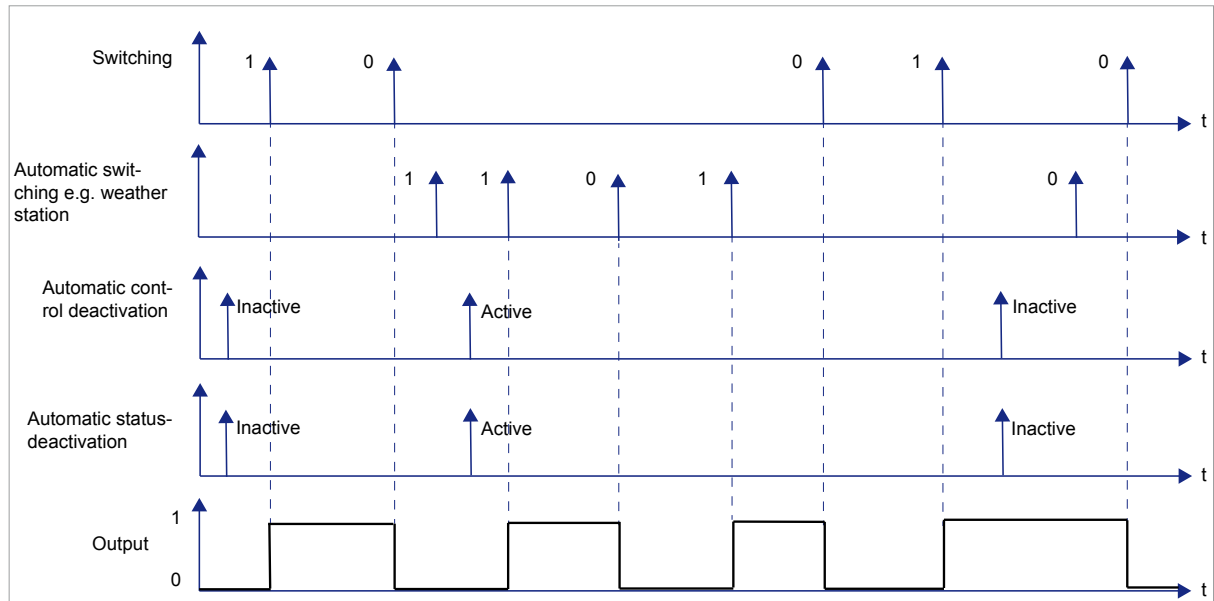 Switching
1
0
0
1
0
t
Automatic swit-
ching e.g. weather
station
1
1
0
1
0
t
Automatic cont-
rol deactivation
Inactive
Active
Inactive
t
Automatic status-
deactivation
Inactive
Active
Inactive
t
1
Output
0
t